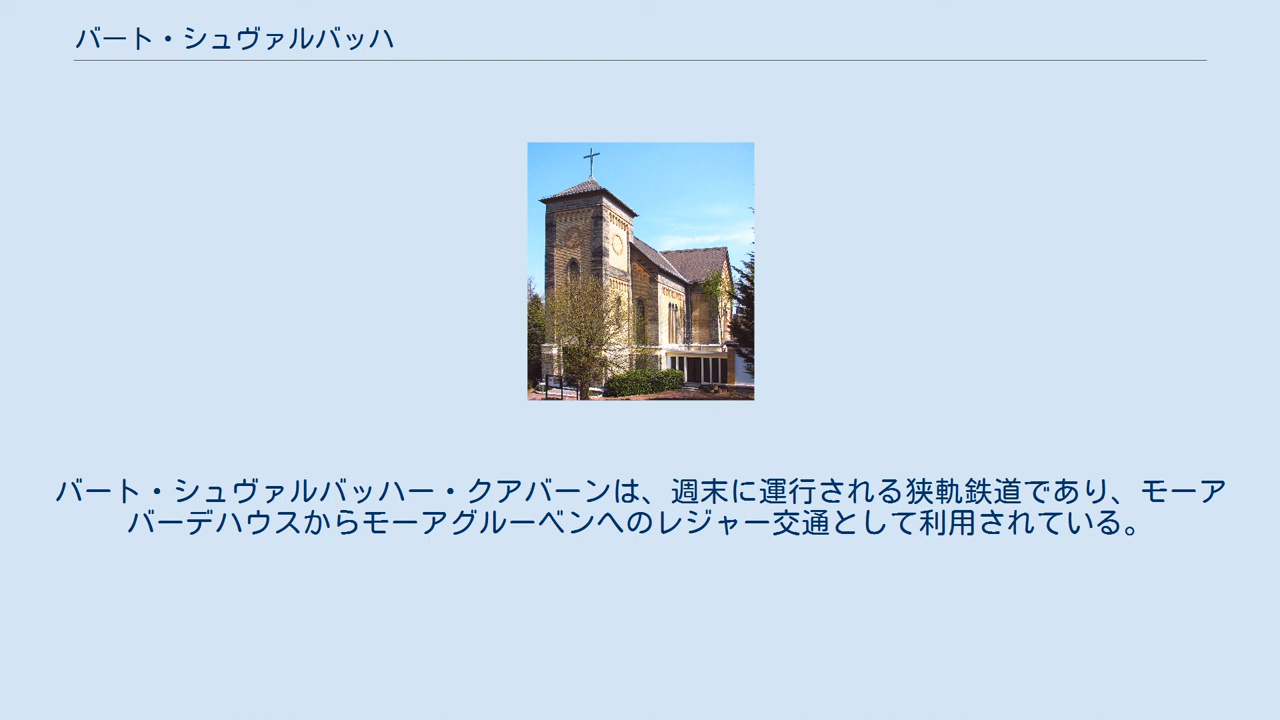 バート・シュヴァルバッハ
バート・シュヴァルバッハー・クアバーンは、週末に運行される狭軌鉄道であり、モーア
バーデハウスからモーアグルーベンへのレジャー交通として利用されている。